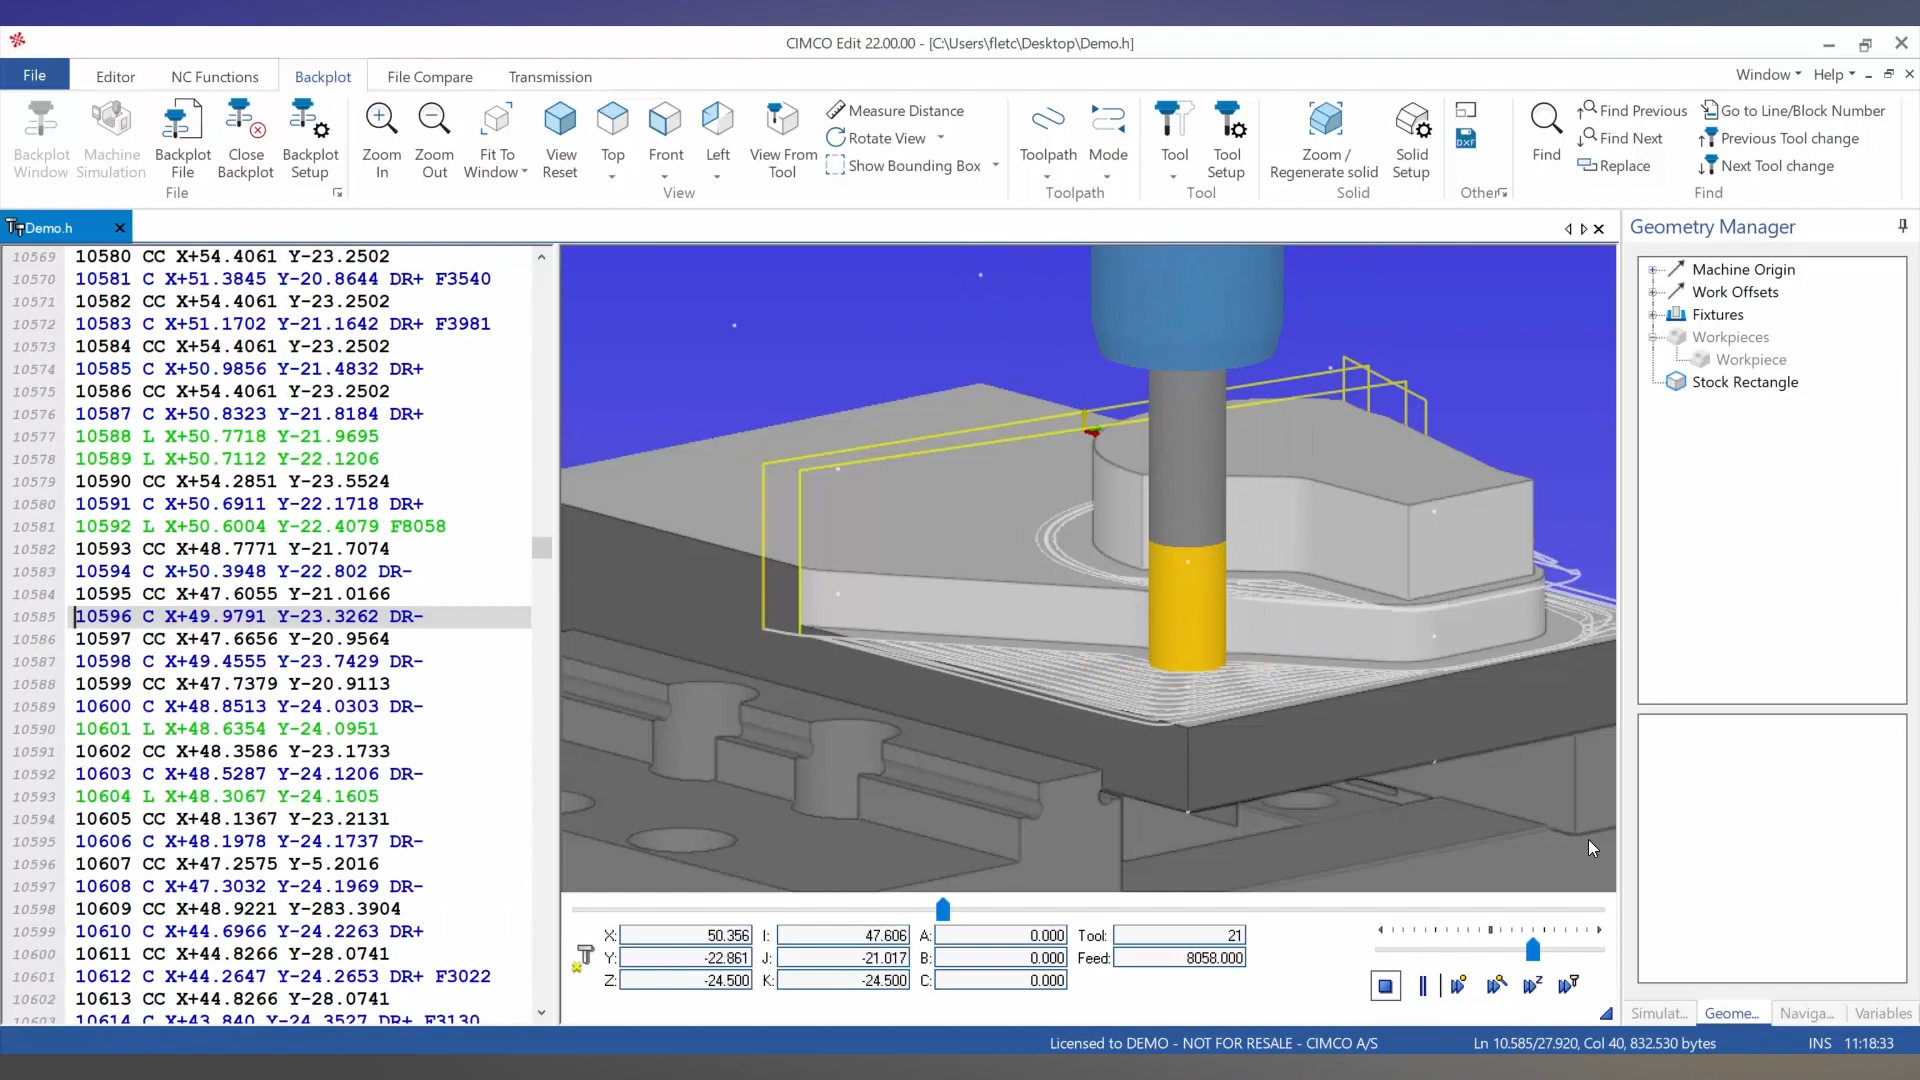 CIMCO Edit 22.00.00 - [C:\Users\fletc\Desktop\Demo.h]
File Editor NC Functions Backplot File Compare Transmission Window Help
Backplot Window
Machine Simulation
Backplot File
Close Backplot
Backplot Setup
File
Zoom In
Zoom Out
Fit To Window
View Reset
Top
Front
Left
View From Tool
Measure Distance
Rotate View
Show Bounding Box
View
Toolpath
Mode
Toolpath
Tool
Tool Setup
Tool
Zoom / Regenerate solid
Solid Setup
Solid
DXF
Other
Find
Find Previous
Find Next
Replace
Go to Line/Block Number
Previous Tool change
Next Tool change
Find
Demo.h
10569 10580 CC X+54.4061 Y-23.2502
10570 10581 C X+51.3845 Y-20.8644 DR+ F3540
10571 10582 CC X+54.4061 Y-23.2502
10572 10583 C X+51.1702 Y-21.1642 DR+ F3981
10573 10584 CC X+54.4061 Y-23.2502
10574 10585 C X+50.9856 Y-21.4832 DR+
10575 10586 CC X+54.4061 Y-23.2502
10576 10587 C X+50.8323 Y-21.8184 DR+
10577 10588 L X+50.7718 Y-21.9695
10578 10589 L X+50.7112 Y-22.1206
10579 10590 CC X+54.2851 Y-23.5524
10580 10591 C X+50.6911 Y-22.1718 DR+
10581 10592 L X+50.6004 Y-22.4079 F8058
10582 10593 CC X+48.7771 Y-21.7074
10583 10594 C X+50.3948 Y-22.802 DR-
10584 10595 CC X+47.6055 Y-21.0166
10585 10596 C X+49.9791 Y-23.3262 DR-
10586 10597 CC X+47.6656 Y-20.9564
10587 10598 C X+49.4555 Y-23.7429 DR-
10588 10599 CC X+47.7379 Y-20.9113
10589 10600 C X+48.8513 Y-24.0303 DR-
10590 10601 L X+48.6354 Y-24.0951
10591 10602 CC X+48.3586 Y-23.1733
10592 10603 C X+48.5287 Y-24.1206 DR-
10593 10604 L X+48.3067 Y-24.1605
10594 10605 CC X+48.1367 Y-23.2131
10595 10606 C X+48.1978 Y-24.1737 DR-
10596 10607 CC X+47.2575 Y-5.2016
10597 10608 C X+47.3032 Y-24.1969 DR-
10598 10609 CC X+48.9221 Y-283.3904
10599 10610 C X+44.6966 Y-24.2263 DR+
10600 10611 CC X+44.8266 Y-28.0741
10601 10612 C X+44.2647 Y-24.2653 DR+ F3022
10602 10613 CC X+44.8266 Y-28.0741
10603 10614 C X+43.840 Y-24.3527 DR+ F3130
X: 50.356 I: 47.606 A: 0.000 Tool: 21
Y: -22.861 J: -21.017 B: 0.000 Feed: 8058.000
Z: -24.500 K: -24.500 C: 0.000
Geometry Manager
Machine Origin
Work Offsets
Fixtures
Workpieces
Workpiece
Stock Rectangle
Simulat... Geome... Naviga... Variables
Licensed to DEMO - NOT FOR RESALE - CIMCO A/S Ln 10.585/27.920, Col 40, 832.530 bytes INS 11:18:33